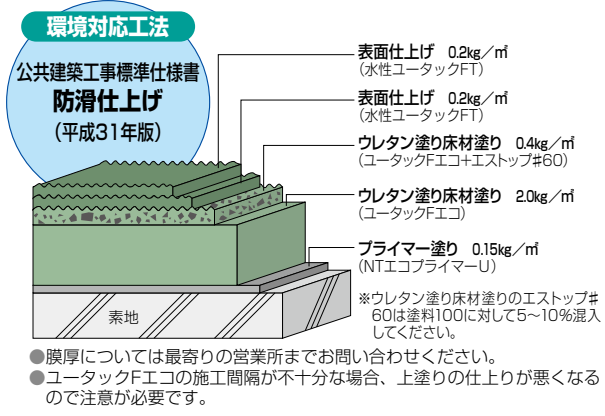 環境対応工法
公共建築工事標準仕様書
防滑仕上げ
(平成31年版)
表面仕上げ 0.2kg／㎡
(水性ユータックFT)
表面仕上げ 0.2kg／㎡
(水性ユータックFT)
ウレタン塗り床材塗り 0.4kg／㎡
(ユータックFエコ+エストップ♯60)
ウレタン塗り床材塗り 2.0kg／㎡
(ユータックFエコ)
プライマー塗り 0.15kg／㎡
(NTエコプライマーU)
※ウレタン塗り床材塗りのエストップ♯
60は塗料100に対して5〜10%混入
してください。
素地
●膜厚については最寄りの営業所までお問い合わせください。
●ユータックFエコの施工間隔が不十分な場合、上塗りの仕上りが悪くなる
ので注意が必要です。